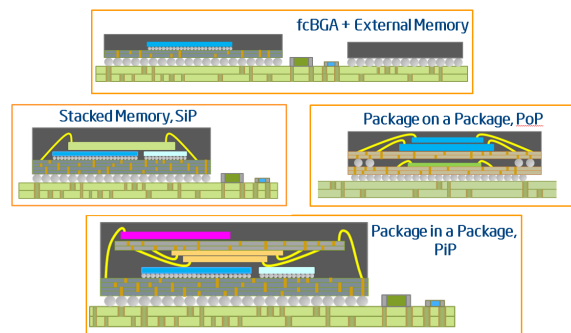 fcBGA + External Memory
Stacked Memory, SiP
Package on a Package, PoP
Package in a Package,
PiP